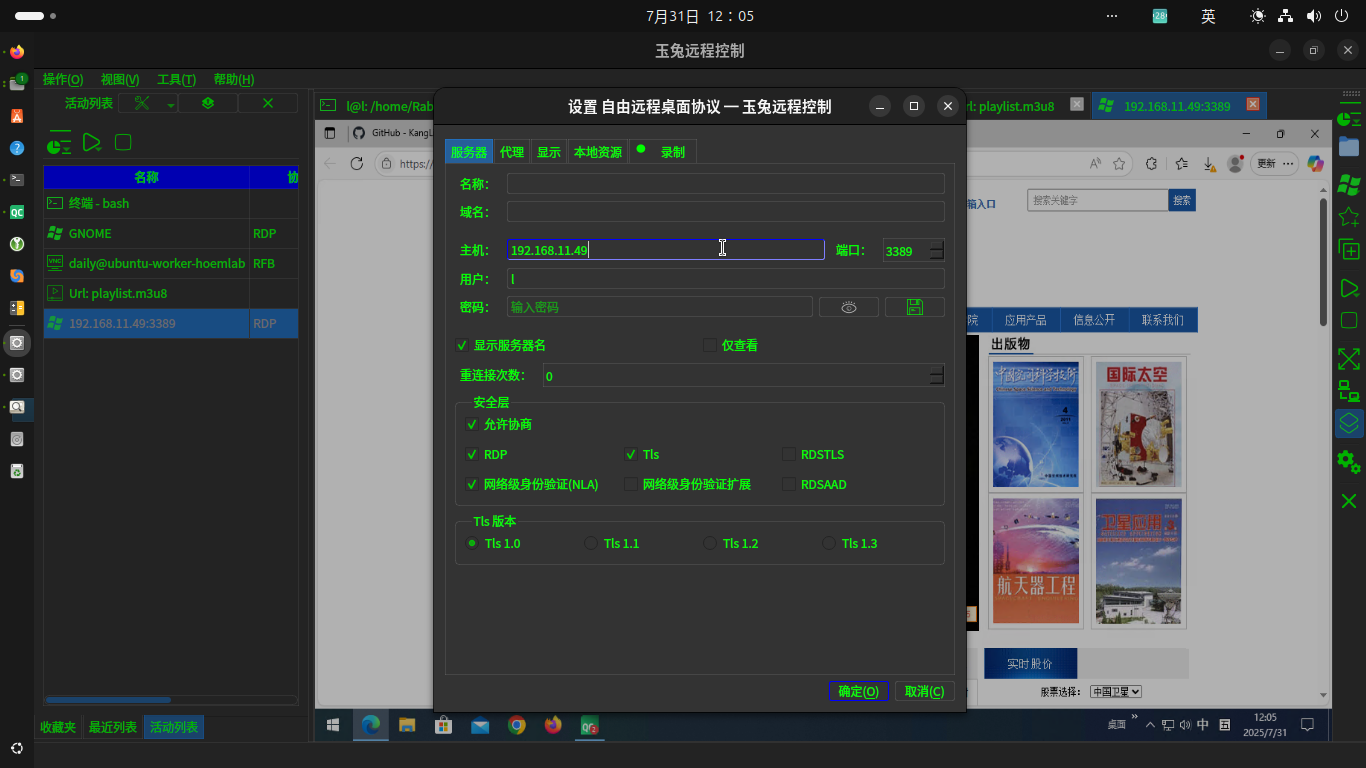 7月31日 12：05
28
英
玉兔远程控制
1
操作(O) 视图(V) 工具(T) 帮助(H)
活动列表
名称 协
终端 - bash
GNOME RDP
daily@ubuntu-worker-hoemlab RFB
Url: playlist.m3u8
192.168.11.49:3389 RDP
收藏夹 最近列表 活动列表
l@l: /home/Rab
rl: playlist.m3u8
192.168.11.49:3389
GitHub - KangL
https:/
更新
输入口
搜索关键字
搜索
院 应用产品 信息公开 联系我们
出版物
国际太空
航天器工程
卫星应用
实时股价
股票选择：
中国卫星
设置 自由远程桌面协议 — 玉兔远程控制
服务器 代理 显示 本地资源 录制
名称：
域名：
主机： 192.168.11.49 端口： 3389
用户： l
密码： 输入密码
显示服务器名 仅查看
重连接次数： 0
安全层
允许协商
RDP Tls RDSTLS
网络级身份验证(NLA) 网络级身份验证扩展 RDSAAD
Tls 版本
Tls 1.0 Tls 1.1 Tls 1.2 Tls 1.3
确定(O) 取消(C)
桌面
中
12:05
2025/7/31